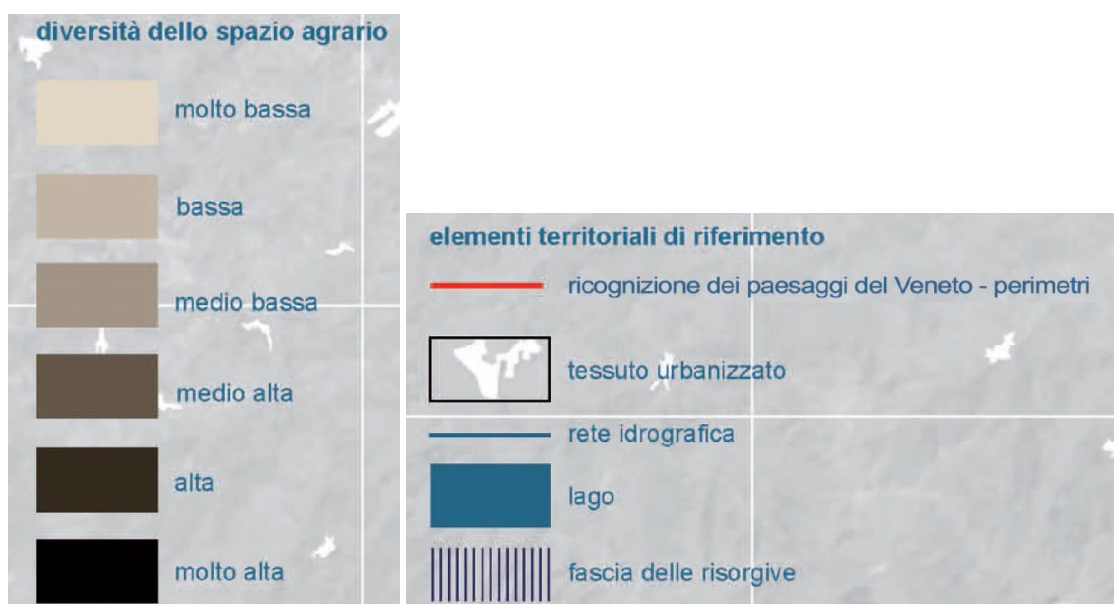 diversità dello spazio agrario
molto bassa
bassa
medio bassa
medio alta
alta
molto alta
elementi territoriali di riferimento
ricognizione dei paesaggi del Veneto - perimetri
tessuto urbanizzato
rete idrografica
lago
fascia delle risorgive